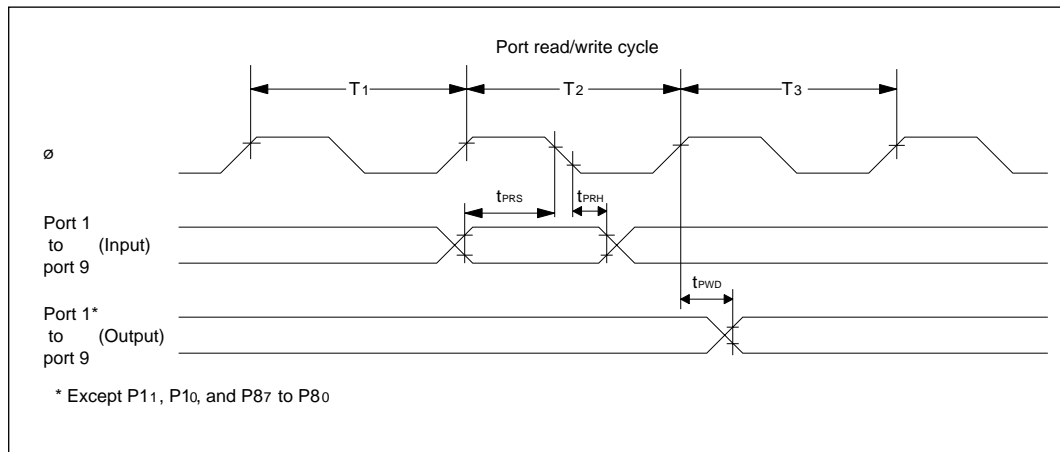 Port read/write cycle
T1 T2 T3
ø
tPRS tPRH
Port 1
to (Input)
port 9
tPWD
Port 1*
to (Output)
port 9
* Except P11, P10, and P87 to P80